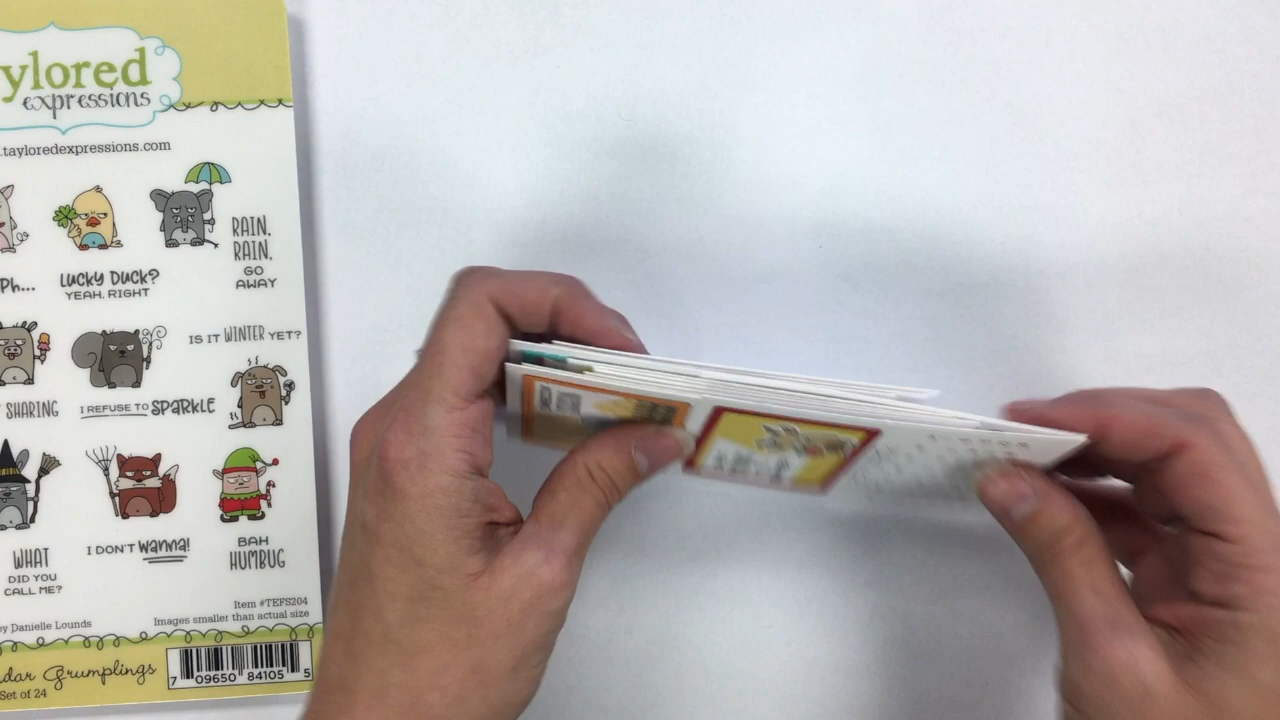 ylored
expressions
.tayloredexpressions.com
RAIN,
RAIN,
GO
AWAY
Ph...
LUCKY DUCK?
YEAH, RIGHT
IS IT WINTER YET?
SHARING
I REFUSE TO SPARKLE
WHAT
DID YOU
CALL ME?
I DON'T wanna!
BAH
HUMBUG
Item #TEFS204
Images smaller than actual size
by Danielle Lounds
dar Grumplings
Set of 24
7 09650 84105 5